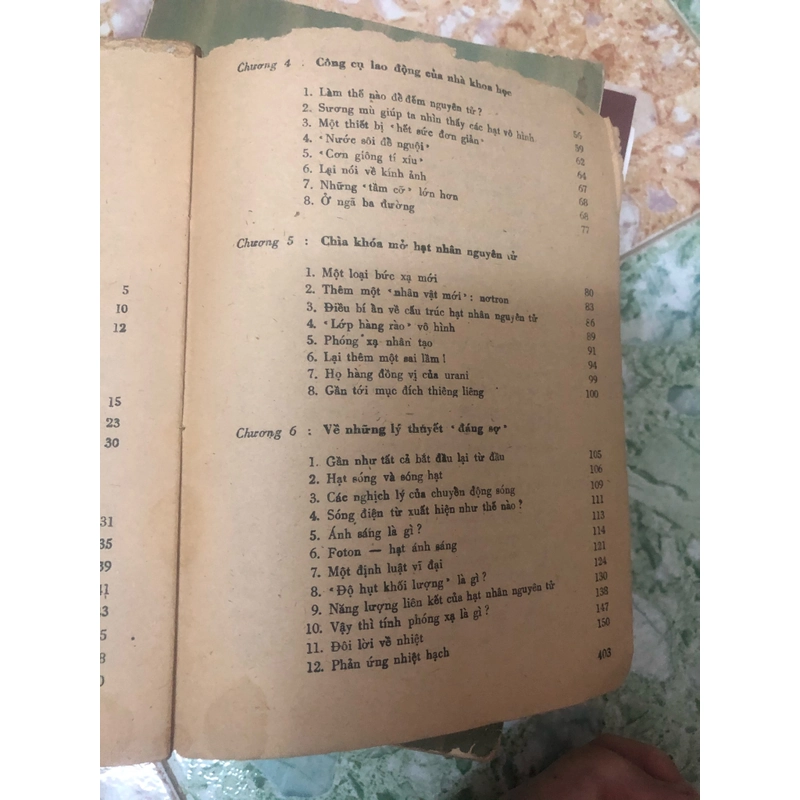 5
10
12
15
23
30
31
35
39
41
43
5
8
0
Chương 4 : Công cụ lao động của nhà khoa học
1. Làm thế nào để đếm nguyên tử ? 56
2. Sương mù giúp ta nhìn thấy các hạt vô hình 59
3. Một thiết bị «hết sức đơn giản» 62
4. «Nước sôi để nguội» 64
5. «Cơn giông tí xíu» 67
6. Lại nói về kính ảnh 68
7. Những «tầm cỡ» lớn hơn 68
8. Ở ngã ba đường 77
Chương 5 : Chìa khóa mở hạt nhân nguyên tử
1. Một loại bức xạ mới 80
2. Thêm một «nhân vật mới» : nơtron 83
3. Điều bí ẩn về cấu trúc hạt nhân nguyên tử 86
4. «Lớp hàng rào» vô hình 89
5. Phóng xạ nhân tạo 91
6. Lại thêm một sai lầm ! 94
7. Họ hàng đồng vị của urani 99
8. Gần tới mục đích thiêng liêng 100
Chương 6 : Về những lý thuyết «đáng sợ»
1. Gần như tất cả bắt đầu lại từ đầu 105
2. Hạt sóng và sóng hạt 106
3. Các nghịch lý của chuyển động sóng 109
4. Sóng điện từ xuất hiện như thế nào ? 111
5. Ánh sáng là gì ? 113
6. Foton — hạt ánh sáng 114
7. Một định luật vĩ đại 121
8. «Độ hụt khối lượng» là gì ? 124
9. Năng lượng liên kết của hạt nhân nguyên tử 130
10. Vậy thì tính phóng xạ là gì ? 138
11. Đôi lời về nhiệt 147
12. Phản ứng nhiệt hạch 150
403